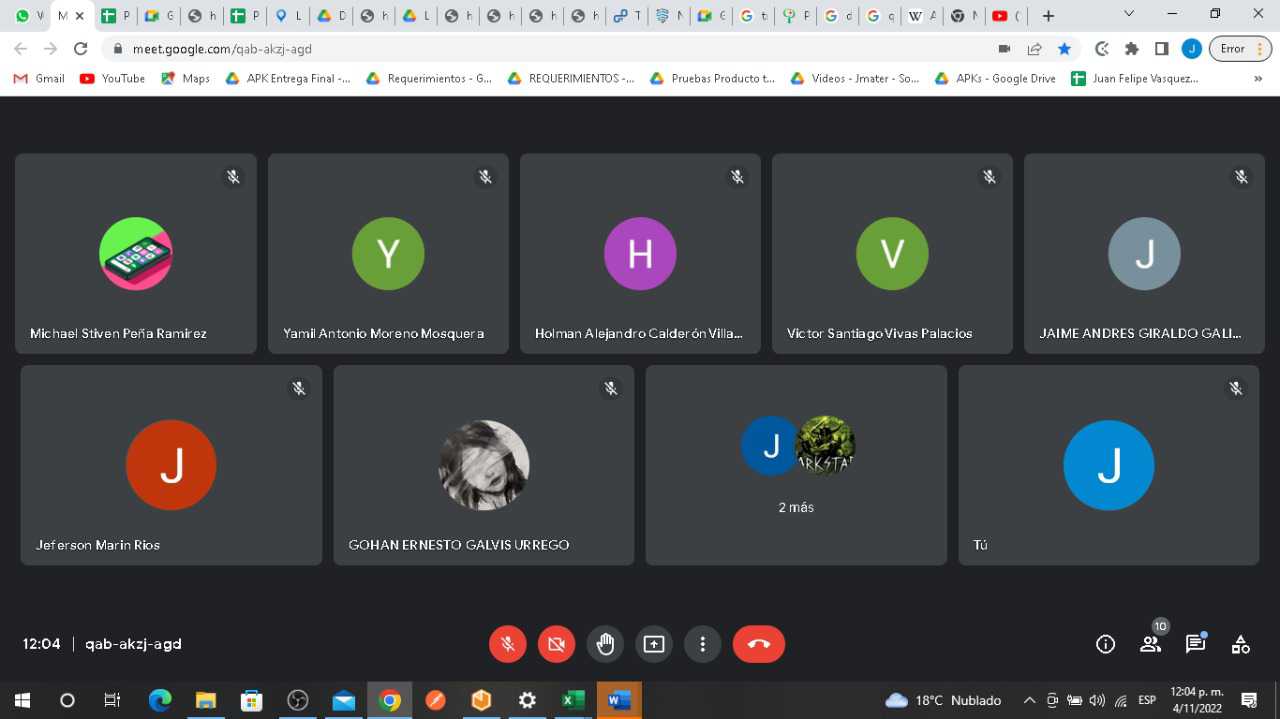 V
M
P
G
h
P
L
D
h
L
h
h
h
h
T
N
G
t
P
d
q
W A
N
(
meet.google.com/qab-akzj-agd
J
Error
Gmail
YouTube
Maps
APK Entrega Final -...
Requerimientos - G...
REQUERIMIENTOS -...
Pruebas Producto t...
Videos - Jmater - So...
APKs - Google Drive
Juan Felipe Vasquez...
»
Y
H
V
J
Michael Stiven Peña Ramirez
Yamil Antonio Moreno Mosquera
Holman Alejandro Calderón Villa...
Victor Santiago Vivas Palacios
JAIME ANDRES GIRALDO GALI...
J
J
J
2 más
Jeferson Marin Rios
GOHAN ERNESTO GALVIS URREGO
Tú
12:04 | qab-akzj-agd
10
18°C Nublado
ESP
12:04 p. m.
4/11/2022